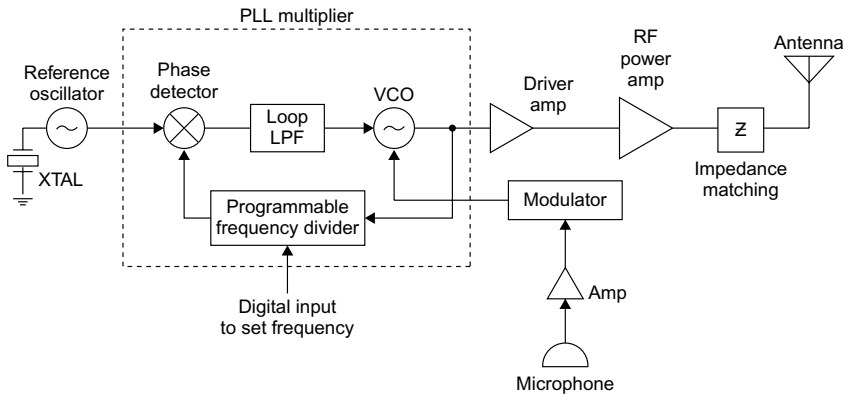 PLL multiplier
Reference
oscillator
Phase
detector
Loop
LPF
VCO
Driver
amp
RF
power
amp
Antenna
XTAL
Z
Impedance
matching
Programmable
frequency divider
Modulator
Digital input
to set frequency
Amp
Microphone